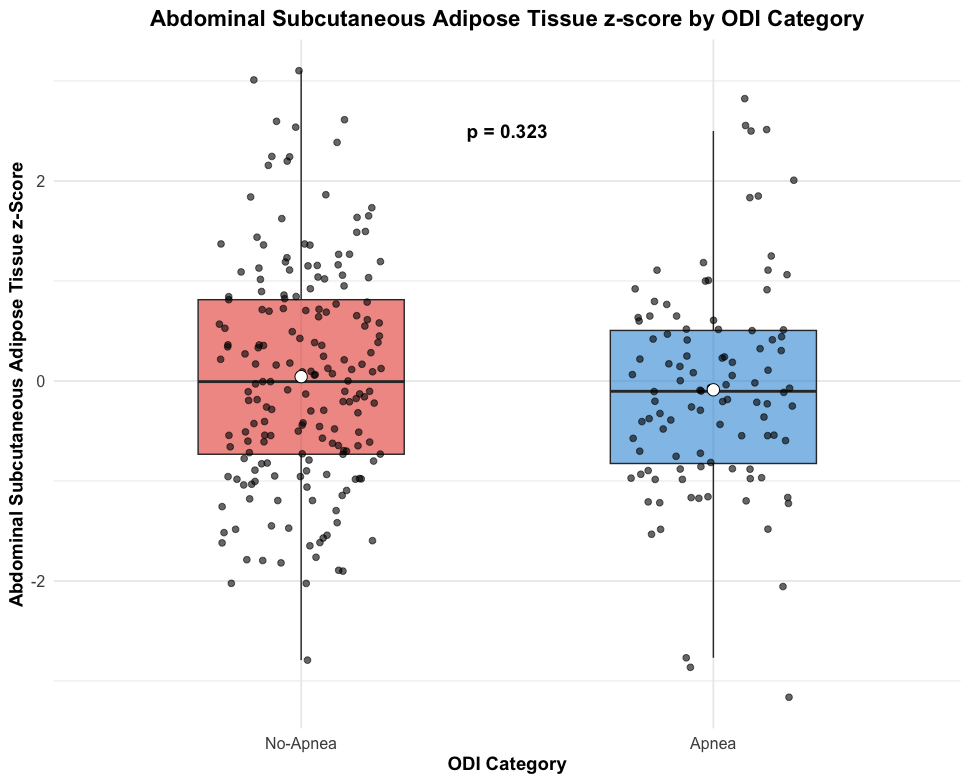 Abdominal Subcutaneous Adipose Tissue z-score by ODI Category
p = 0.323
Abdominal Subcutaneous Adipose Tissue z-Score
2
0
-2
No-Apnea
Apnea
ODI Category